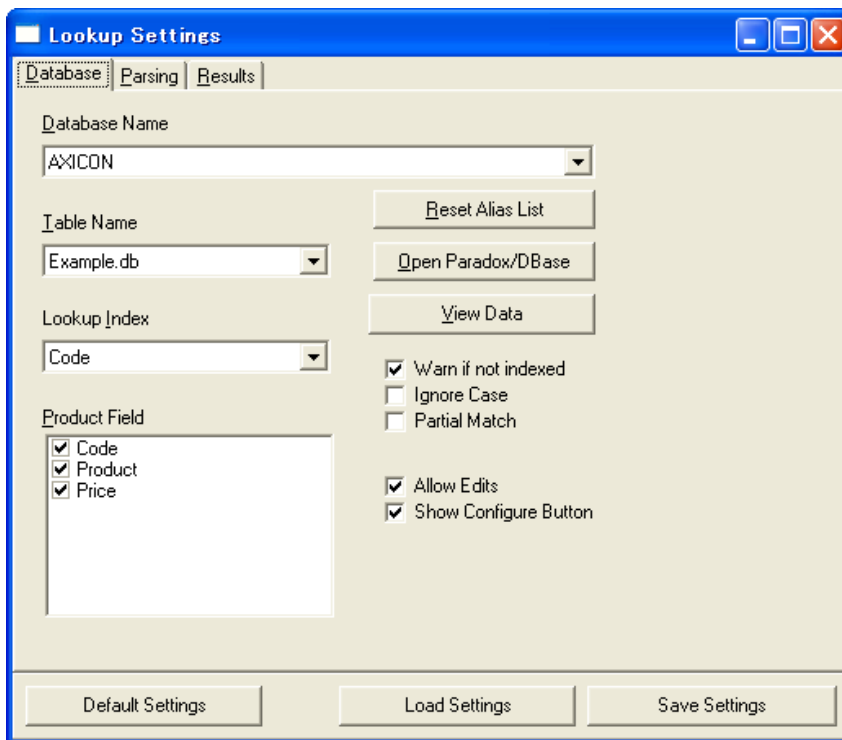 Lookup Settings
Database Parsing Results
Database Name
AXICON
Reset Alias List
Table Name
Example.db
Open Paradox/DBase
View Data
Lookup Index
Code
Warn if not indexed
Ignore Case
Partial Match
Product Field
Code
Product
Price
Allow Edits
Show Configure Button
Default Settings Load Settings Save Settings